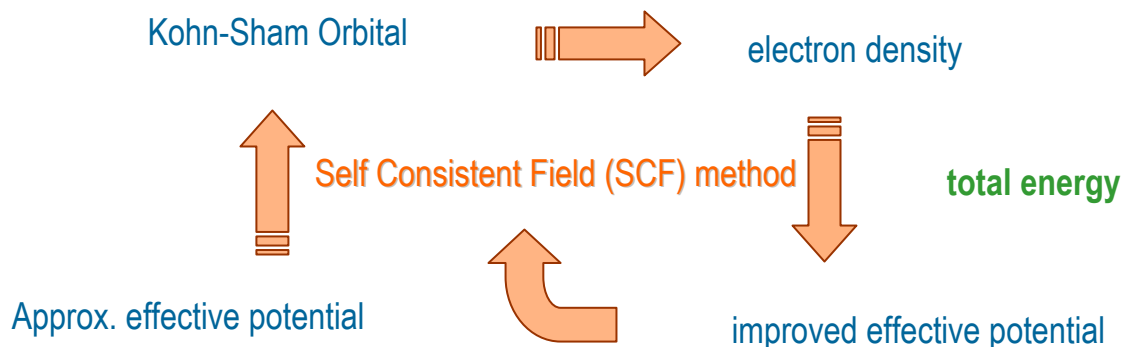 Kohn-Sham Orbital
electron density
Self Consistent Field (SCF) method
total energy
Approx. effective potential
improved effective potential